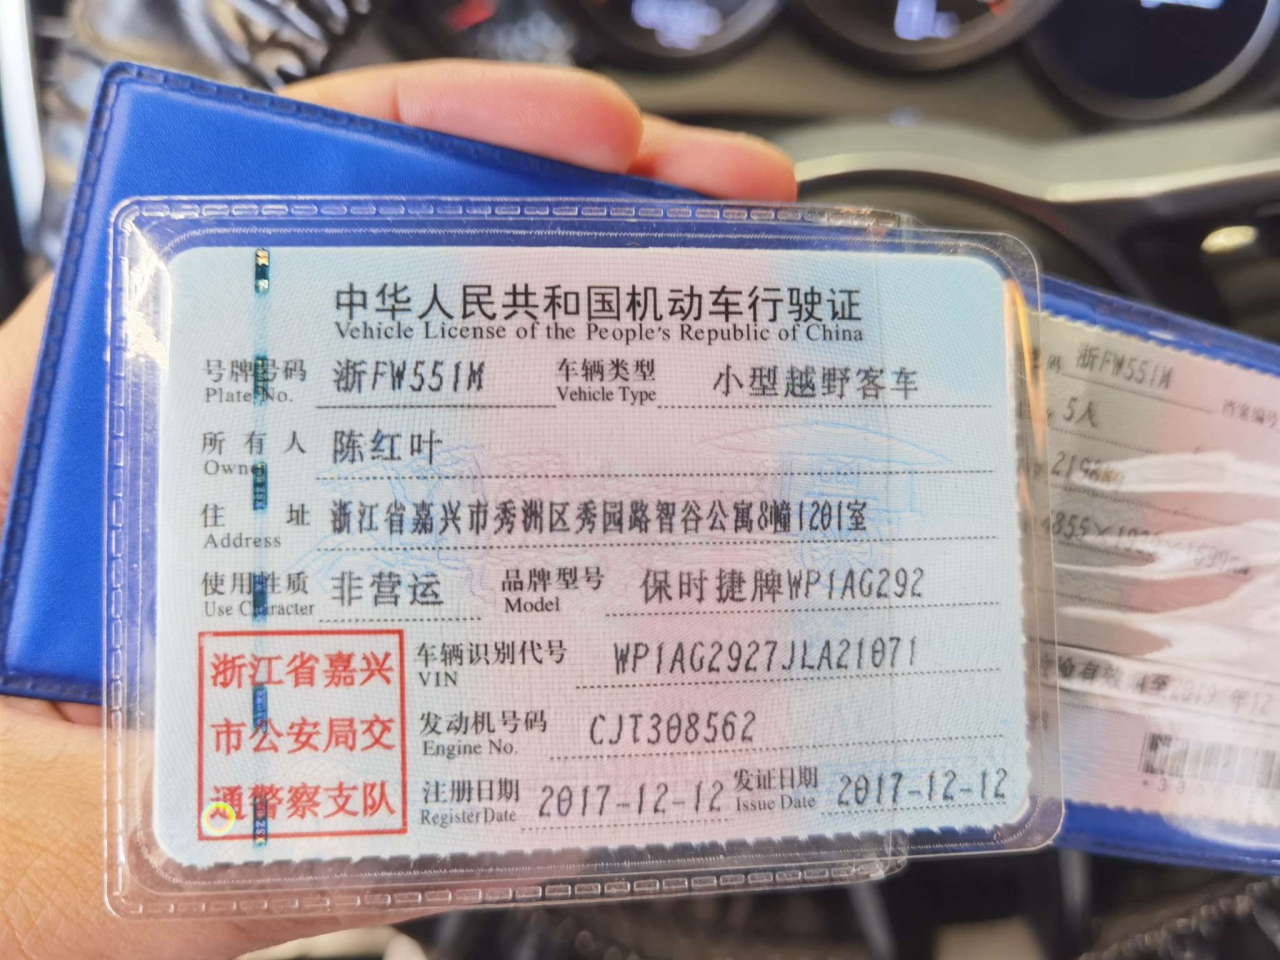 中华人民共和国机动车行驶证
Vehicle License of the People's Republic of China
号牌号码 浙FW551M 车辆类型 小型越野客车
Plate No. Vehicle Type
所有人 陈红叶
Owner
住址 浙江省嘉兴市秀洲区秀园路智谷公寓8幢1201室
Address
使用性质 非营运 品牌型号 保时捷牌WP1AG292
Use Character Model
浙江省嘉兴
市公安局交
通警察支队
车辆识别代号 WP1AG2927JLA21071
VIN
发动机号码 CJT308562
Engine No.
注册日期 2017-12-12 发证日期 2017-12-12
Register Date Issue Date
浙FW551M
档案编号
5人